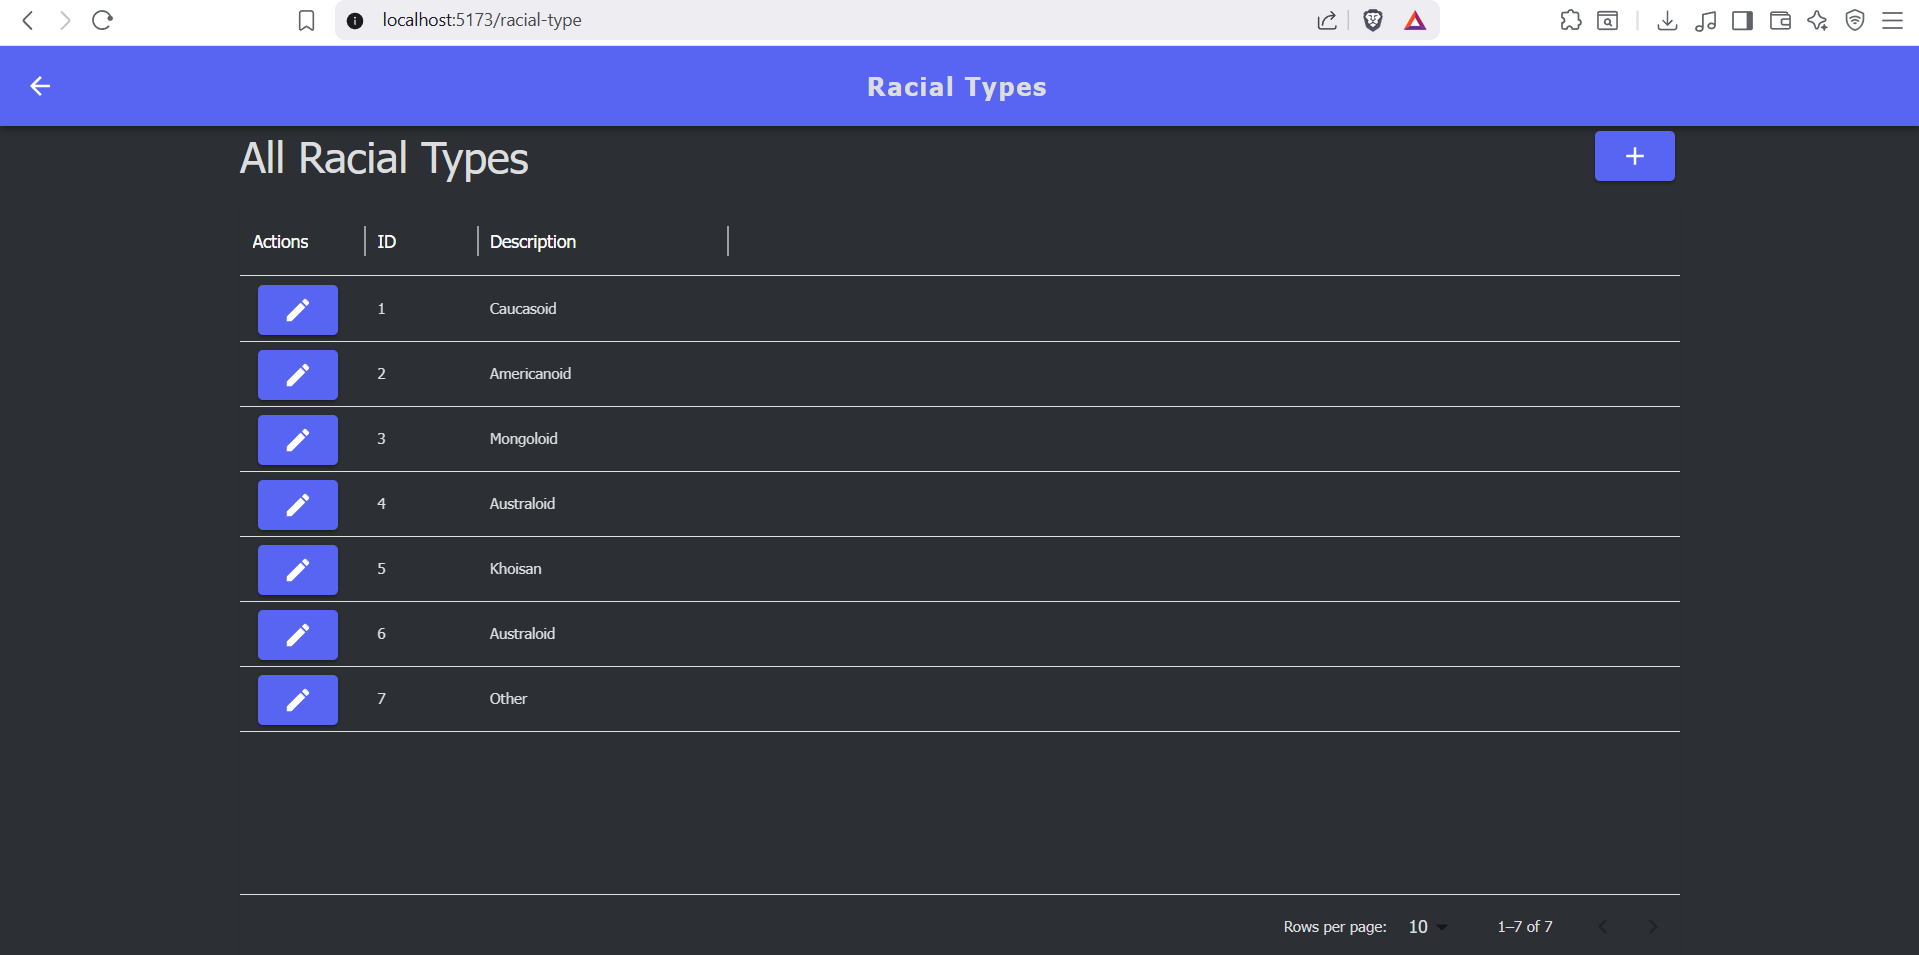 localhost:5173/racial-type
Racial Types
All Racial Types
+
Actions ID Description
1 Caucasoid
2 Americanoid
3 Mongoloid
4 Australoid
5 Khoisan
6 Australoid
7 Other
Rows per page: 10 1–7 of 7